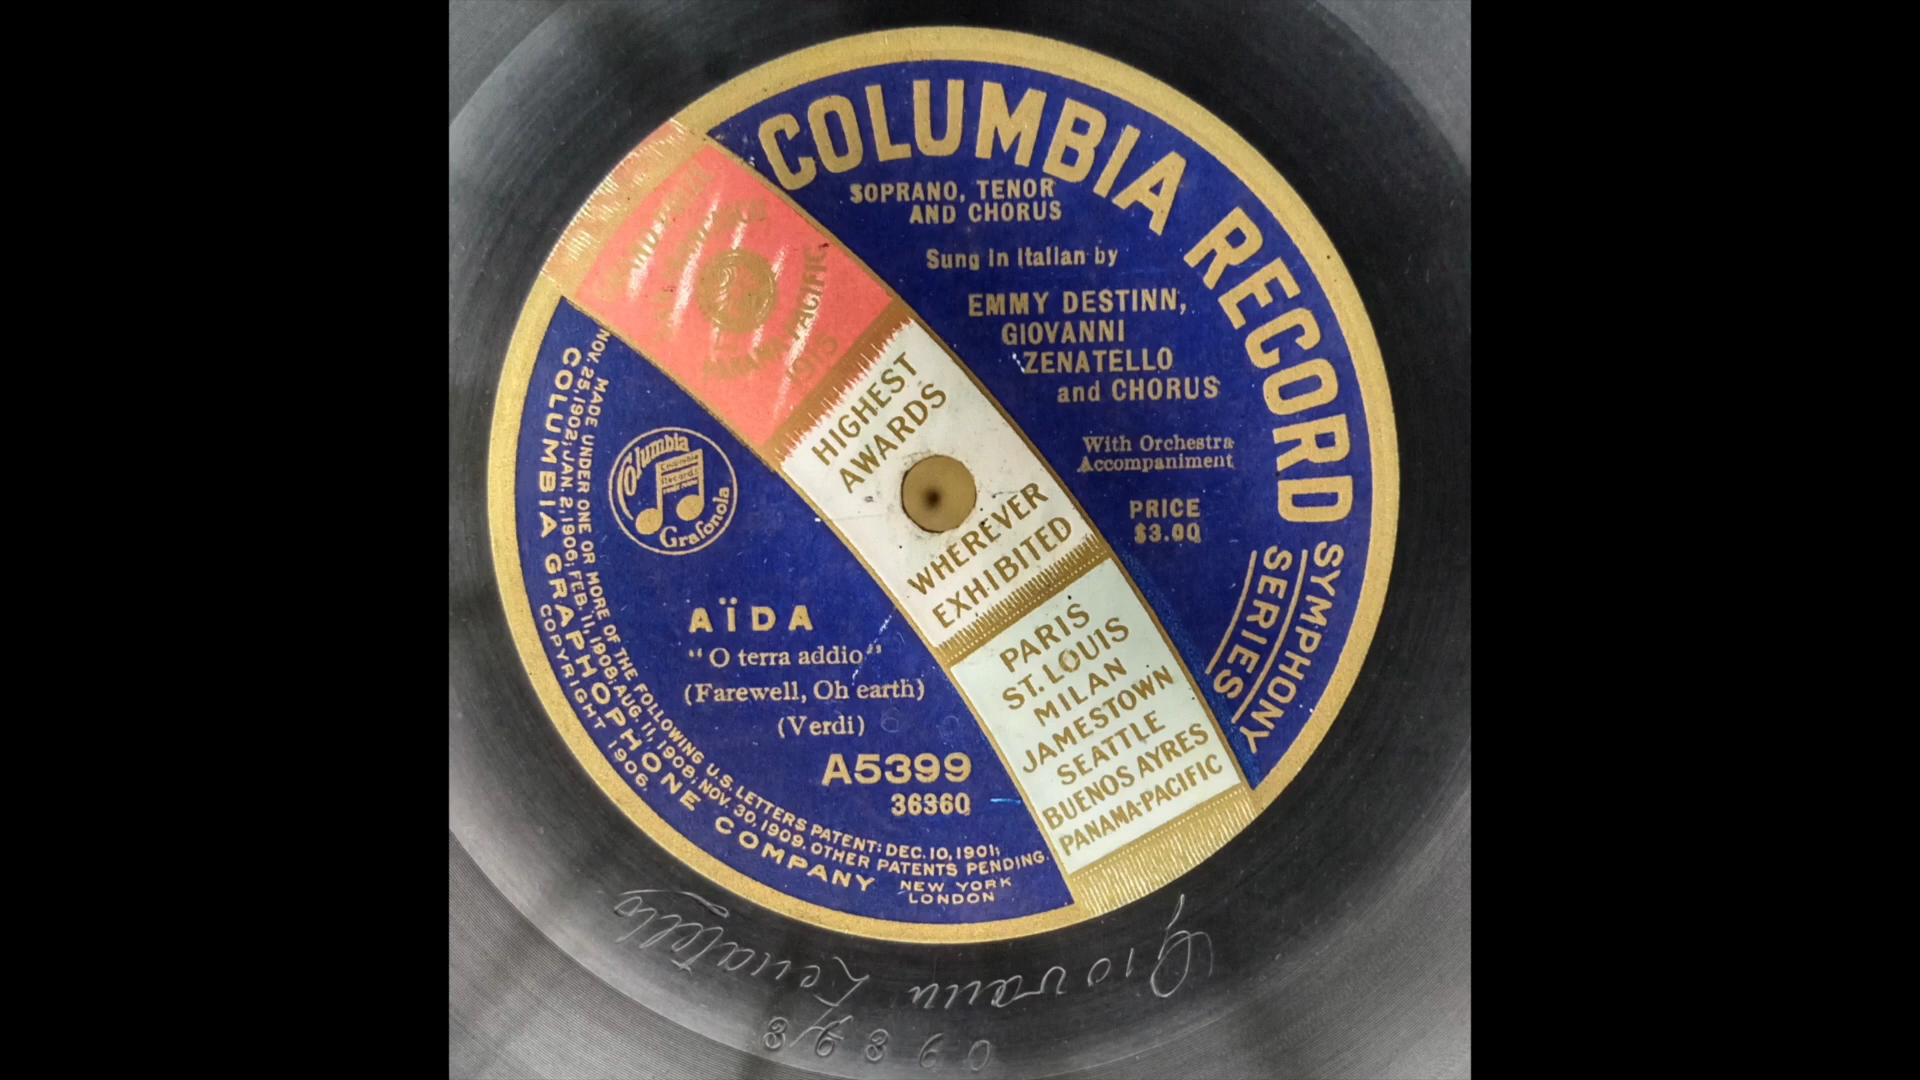 COLUMBIA RECORD
SOPRANO, TENOR
AND CHORUS
Sung in Italian by
EMMY DESTINN,
GIOVANNI
ZENATELLO
and CHORUS
With Orchestra
Accompaniment
PRICE
$3.00
SYMPHONY
SERIES
PANAMA PACIFIC
1915
HIGHEST
AWARDS
WHEREVER
EXHIBITED
PARIS
ST. LOUIS
MILAN
JAMESTOWN
SEATTLE
BUENOS AYRES
PANAMA-PACIFIC
Columbia
Records
Grafonola
AÏDA
"O terra addio"
(Farewell, Oh earth)
(Verdi)
A5399
36360
MADE UNDER ONE OR MORE OF THE FOLLOWING U.S. LETTERS PATENT: DEC. 10, 1901;
NOV. 25, 1902; JAN. 2, 1906; FEB. 11, 1908; AUG. 11, 1908; NOV. 30, 1909. OTHER PATENTS PENDING.
COLUMBIA GRAPHOPHONE COMPANY
NEW YORK
LONDON
COPYRIGHT 1906.
Giovanni Zenatello